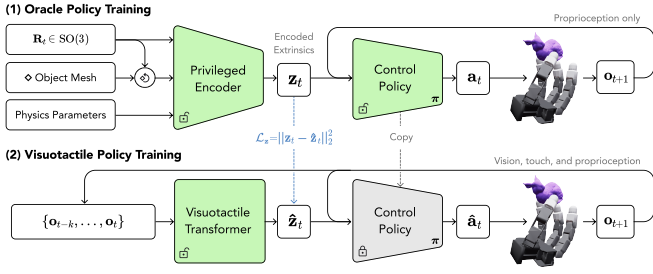 (1) Oracle Policy Training
Proprioception only
R_t ∈ SO(3)
Object Mesh
Physics Parameters
Privileged
Encoder
Encoded
Extrinsics
z_t
Control
Policy
π
a_t
o_{t+1}
ℒ_z=||z_t − ẑ_t||²₂
Copy
(2) Visuotactile Policy Training
Vision, touch, and proprioception
{o_{t−k}, …, o_t}
Visuotactile
Transformer
ẑ_t
Control
Policy
π
â_t
o_{t+1}